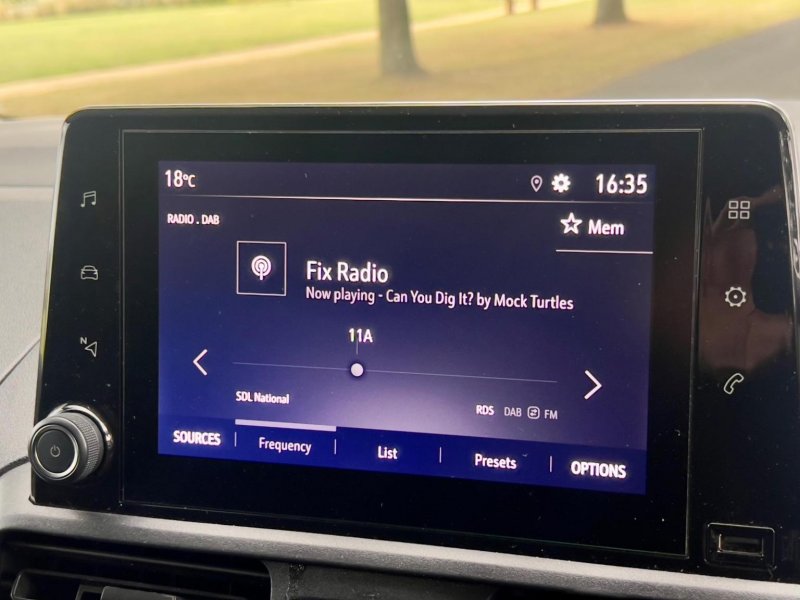 18°C
16:35
RADIO . DAB
Mem
Fix Radio
Now playing - Can You Dig It? by Mock Turtles
11A
SDL National
RDS DAB FM
SOURCES Frequency List Presets OPTIONS
N